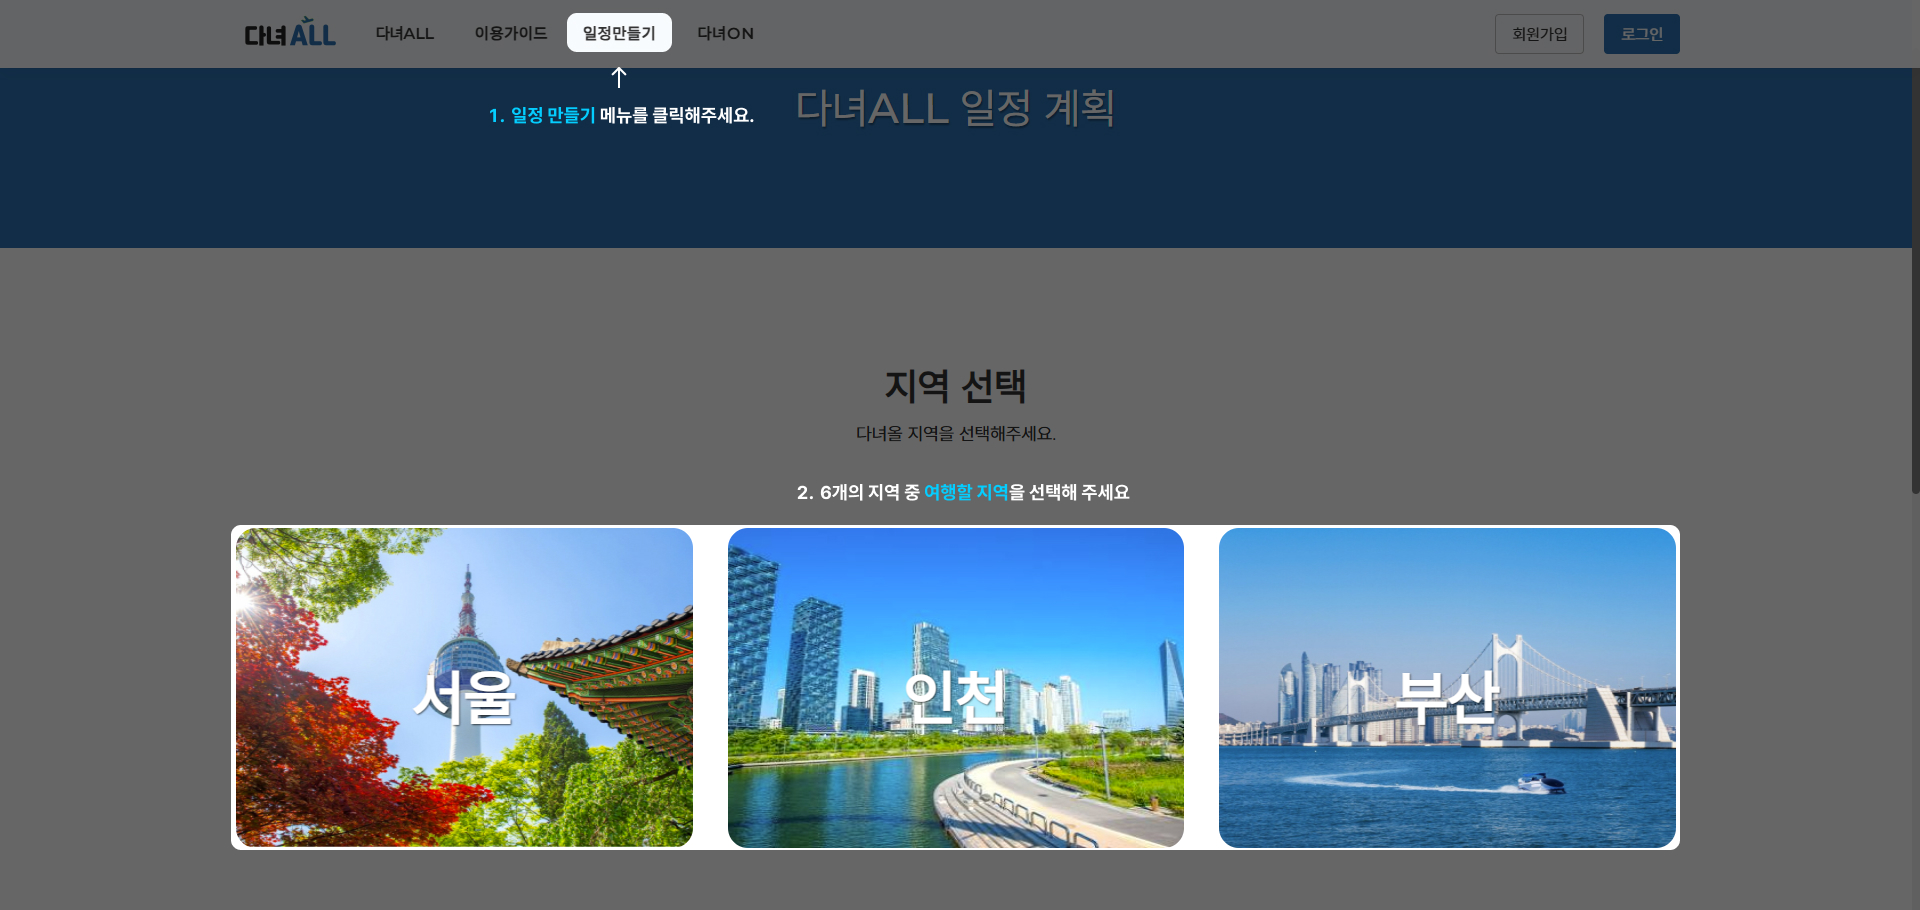 다녀ALL
다녀ALL 이용가이드 일정만들기 다녀ON 회원가입 로그인
↑
1. 일정 만들기 메뉴를 클릭해주세요.
다녀ALL 일정 계획
지역 선택
다녀올 지역을 선택해주세요.
2. 6개의 지역 중 여행할 지역을 선택해 주세요
서울 인천 부산